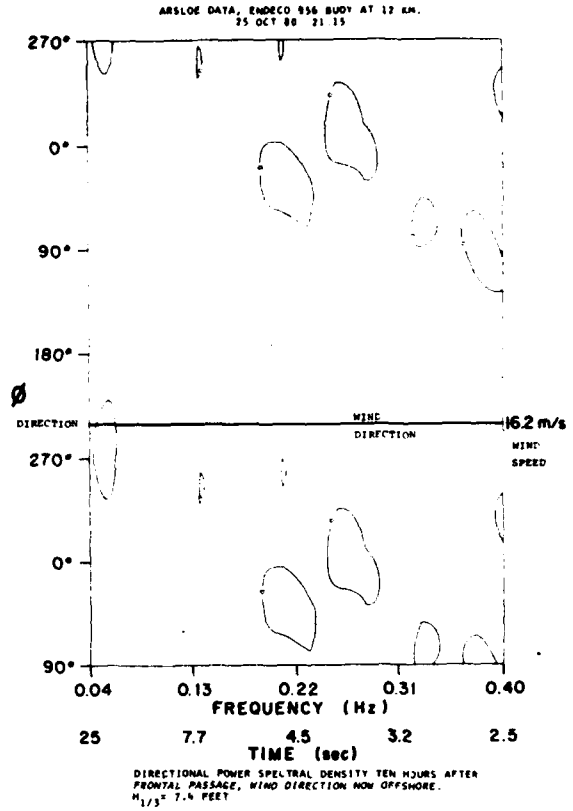 ARSLOE DATA, ENDECO 956 BUOY AT 12 KM.
25 OCT 80 21.15
270°
0°
90°
180°
Ø
DIRECTION
WIND
DIRECTION
16.2 m/s
WIND
SPEED
270°
0°
90°
0.04 0.13 0.22 0.31 0.40
FREQUENCY (Hz)
25 7.7 4.5 3.2 2.5
TIME (sec)
DIRECTIONAL POWER SPECTRAL DENSITY TEN HOURS AFTER
FRONTAL PASSAGE, WIND DIRECTION NOW OFFSHORE.
H1/3= 7.4 FEET